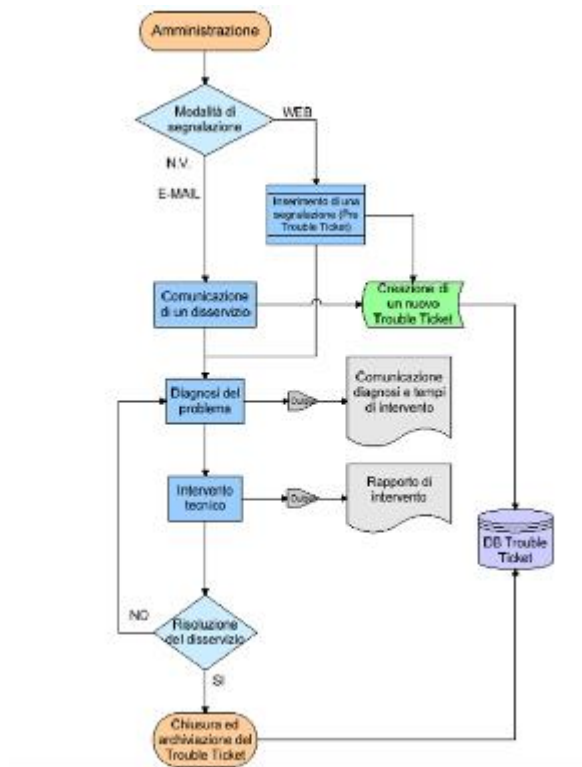 Amministrazione
Modalità di
segnalazione
WEB
N.V.
E-MAIL
Inserimento di una
segnalazione (Pre
Trouble Ticket)
Comunicazione
di un disservizio
Creazione di
un nuovo
Trouble Ticket
Diagnosi del
problema
Comunicazione
diagnosi e tempi
di intervento
Intervento
tecnico
Rapporto di
intervento
DB Trouble
Ticket
Risoluzione
del disservizio
NO
SI
Chiusura ed
archiviazione del
Trouble Ticket